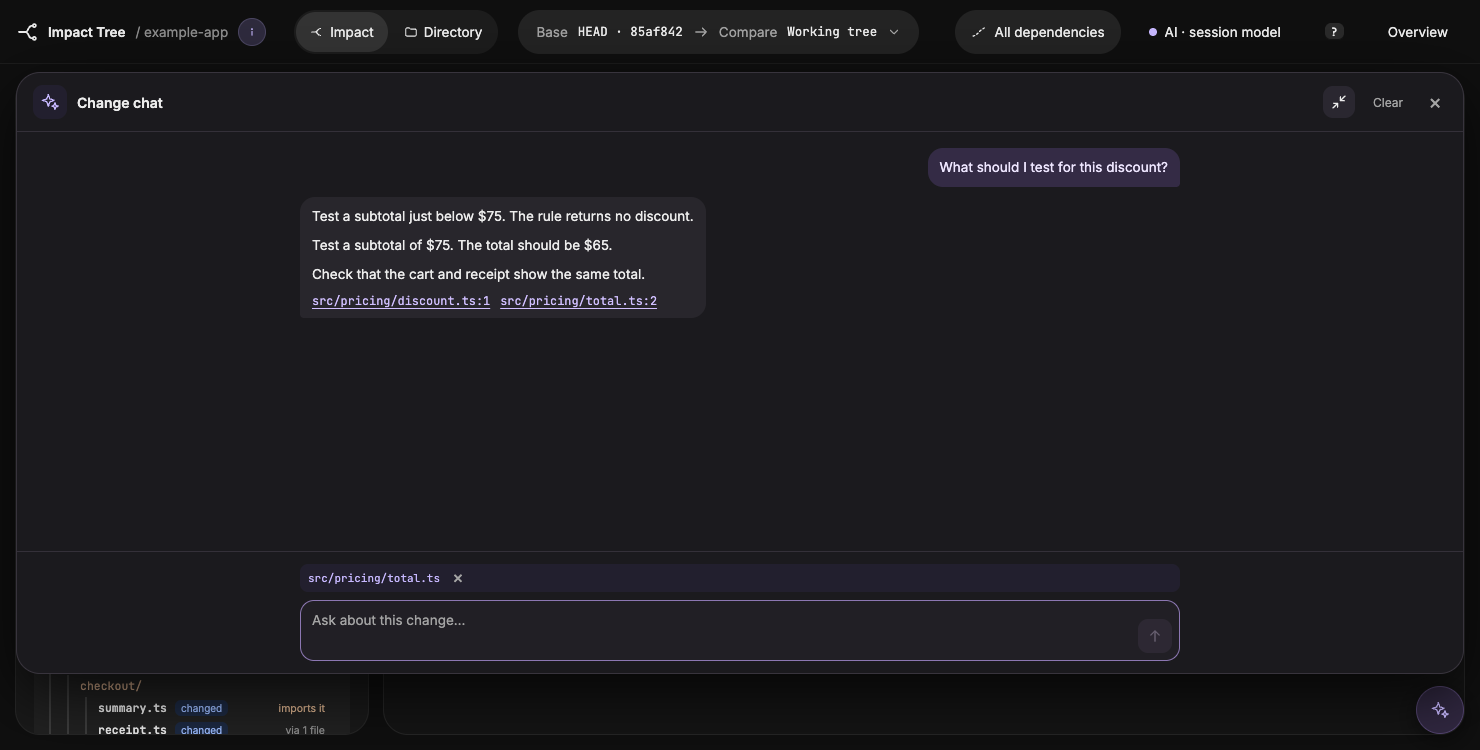 Impact Tree / example-app i Impact Directory Base HEAD · 85af842 → Compare Working tree All dependencies AI · session model ? Overview
Change chat Clear ×
What should I test for this discount?
Test a subtotal just below $75. The rule returns no discount.
Test a subtotal of $75. The total should be $65.
Check that the cart and receipt show the same total.
src/pricing/discount.ts:1 src/pricing/total.ts:2
src/pricing/total.ts ×
Ask about this change...
checkout/
summary.ts changed imports it
receipt.ts changed via 1 file